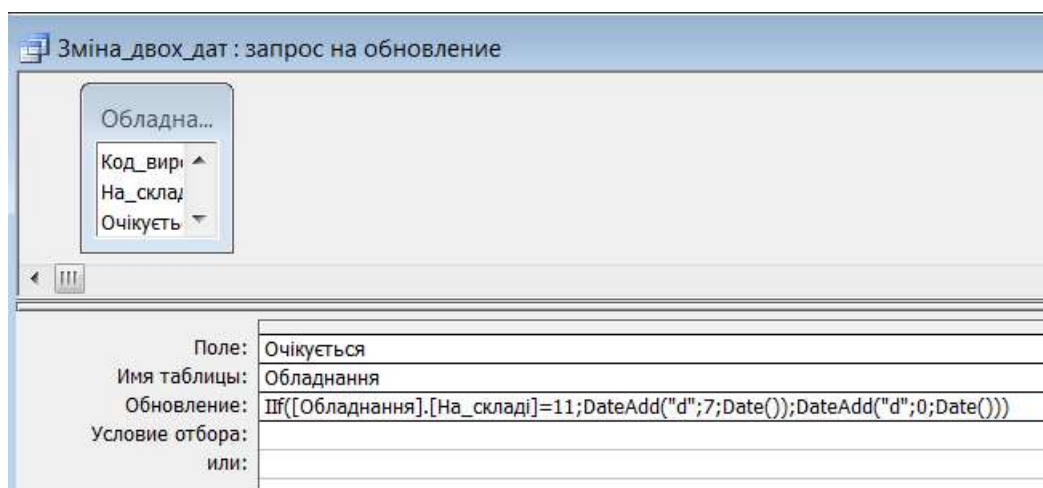 Зміна_двох_дат : запрос на обновление
Обладна...
Код_вир
На_склад
Очікуєть
Поле: Очікується
Имя таблицы: Обладнання
Обновление: IIf([Обладнання].[На_складі]=11;DateAdd("d";7;Date());DateAdd("d";0;Date()))
Условие отбора:
или: